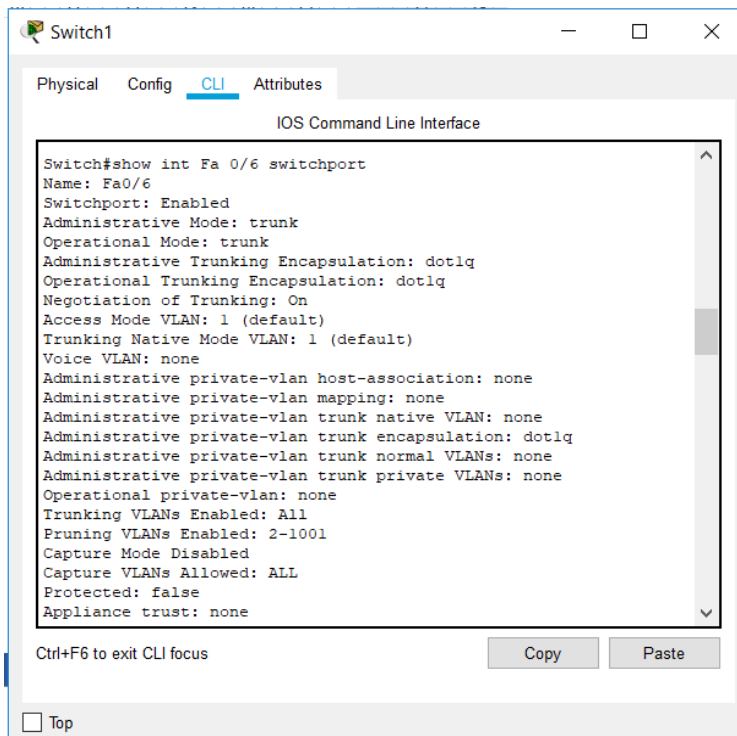 Switch1
Physical Config CLI Attributes
IOS Command Line Interface
Switch#show int Fa 0/6 switchport
Name: Fa0/6
Switchport: Enabled
Administrative Mode: trunk
Operational Mode: trunk
Administrative Trunking Encapsulation: dot1q
Operational Trunking Encapsulation: dot1q
Negotiation of Trunking: On
Access Mode VLAN: 1 (default)
Trunking Native Mode VLAN: 1 (default)
Voice VLAN: none
Administrative private-vlan host-association: none
Administrative private-vlan mapping: none
Administrative private-vlan trunk native VLAN: none
Administrative private-vlan trunk encapsulation: dot1q
Administrative private-vlan trunk normal VLANs: none
Administrative private-vlan trunk private VLANs: none
Operational private-vlan: none
Trunking VLANs Enabled: All
Pruning VLANs Enabled: 2-1001
Capture Mode Disabled
Capture VLANs Allowed: ALL
Protected: false
Appliance trust: none
Ctrl+F6 to exit CLI focus
Copy Paste
Top